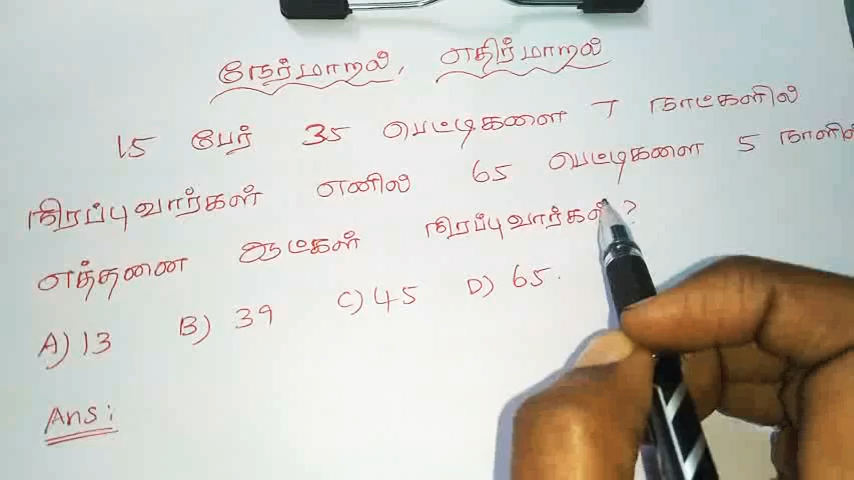 நேர்மாறல், எதிர்மாறல்
15 பேர் 35 பெட்டிகளை 7 நாட்களில்
நிரப்புவார்கள் எனில் 65 பெட்டிகளை 5 நாளில்
எத்தனை ஆட்கள் நிரப்புவார்கள்?
A) 13 B) 39 C) 45 D) 65.
Ans: